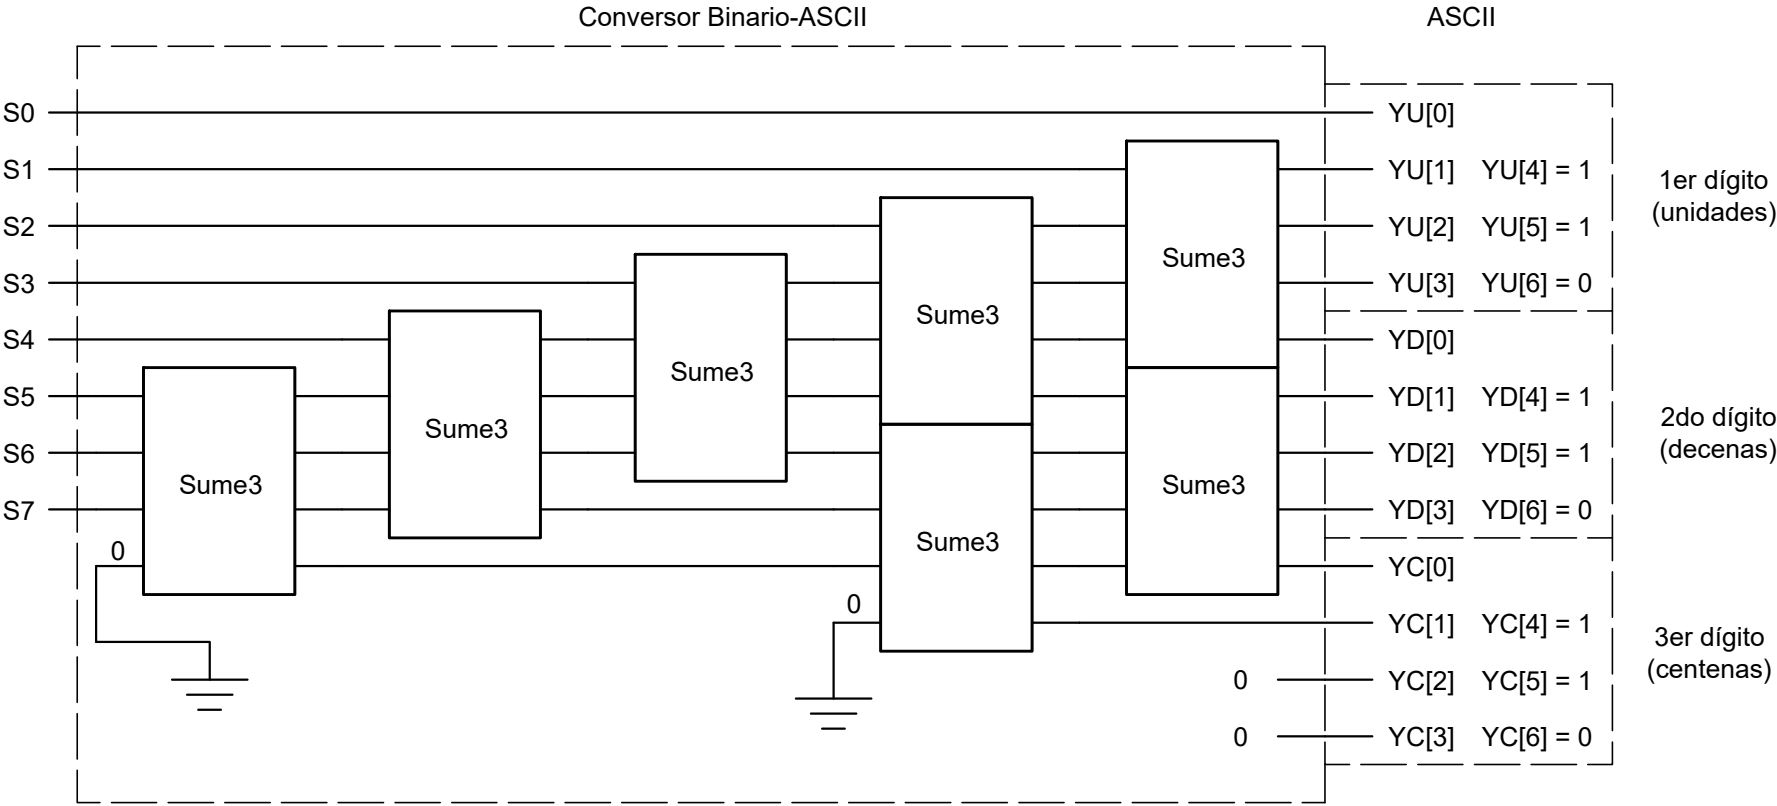 Conversor Binario-ASCII
ASCII
S0
YU[0]
S1
YU[1] YU[4] = 1
S2
YU[2] YU[5] = 1
S3
YU[3] YU[6] = 0
1er dígito
(unidades)
S4
YD[0]
S5
YD[1] YD[4] = 1
S6
YD[2] YD[5] = 1
S7
YD[3] YD[6] = 0
2do dígito
(decenas)
0
YC[0]
0
YC[1] YC[4] = 1
0
YC[2] YC[5] = 1
0
YC[3] YC[6] = 0
3er dígito
(centenas)
Sume3
Sume3
Sume3
Sume3
Sume3
Sume3
Sume3